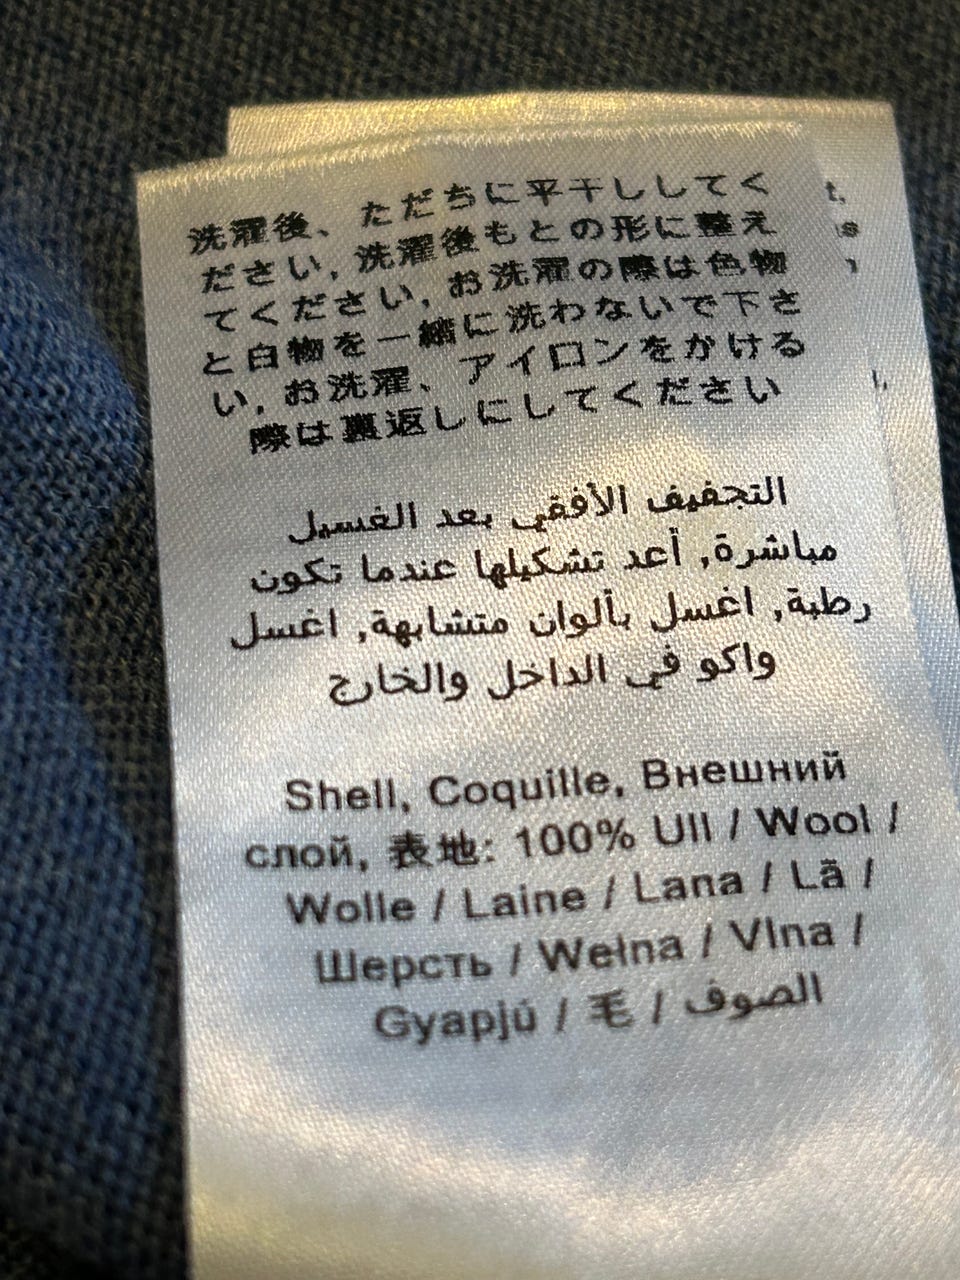 洗濯後、ただちに平干ししてく
ださい, 洗濯後もとの形に整え
てください, お洗濯の際は色物
と白物を一緒に洗わないで下さ
い, お洗濯、アイロンをかける
際は裏返しにしてください
التجفيف الأفقي بعد الغسيل
مباشرة, أعد تشكيلها عندما تكون
رطبة, اغسل بألوان متشابهة, اغسل
واكو في الداخل والخارج
Shell, Coquille, Внешний
слой, 表地: 100% Ull / Wool /
Wolle / Laine / Lana / Lã /
Шерсть / Wełna / Vlna /
Gyapjú / 毛 / الصوف